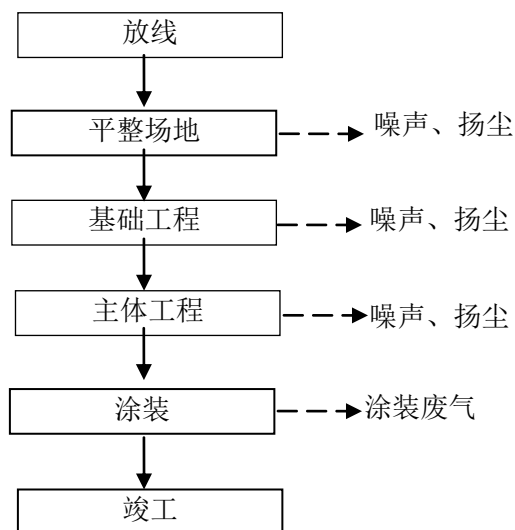 放线
平整场地
噪声、扬尘
基础工程
噪声、扬尘
主体工程
噪声、扬尘
涂装
涂装废气
竣工